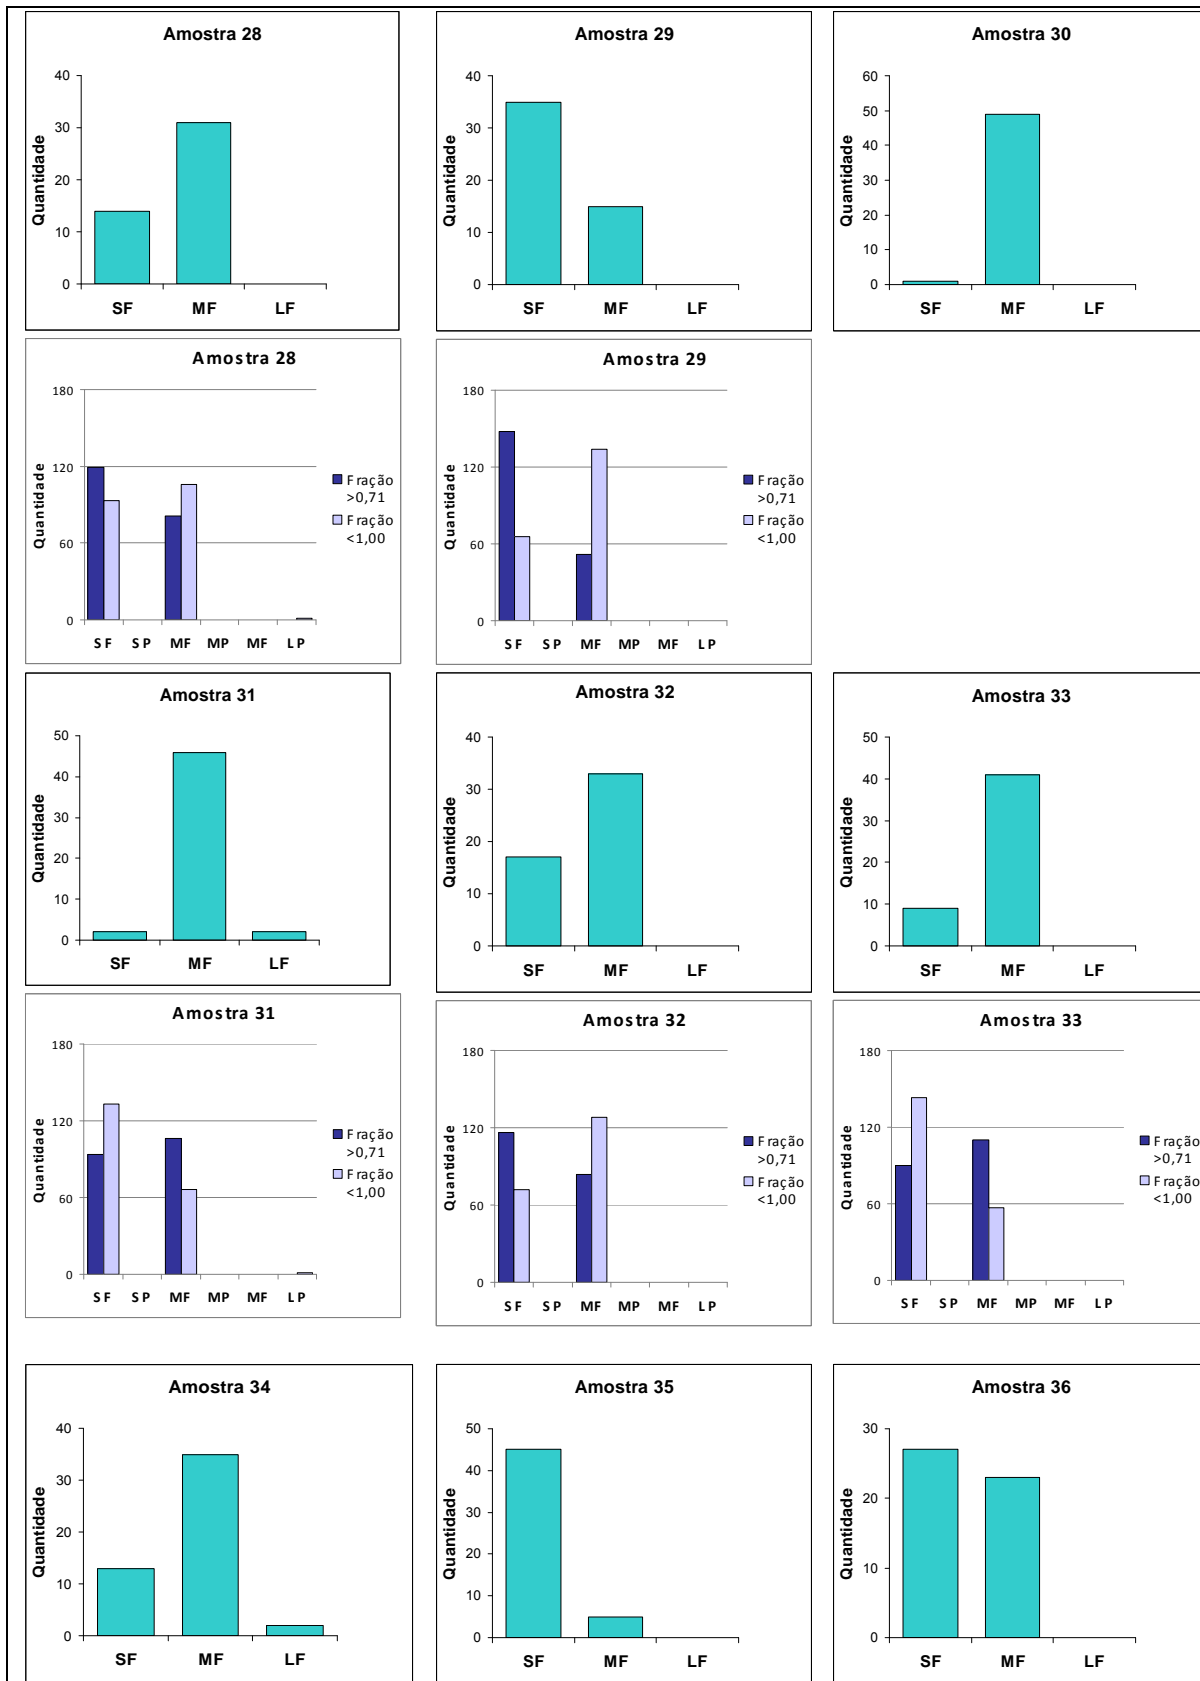 Amostra 28
Quantidade
40
30
20
10
0
SF MF LF
Amostra 29
Quantidade
40
30
20
10
0
SF MF LF
Amostra 30
Quantidade
60
50
40
30
20
10
0
SF MF LF
Amostra 28
Quantidade
180
120
60
0
SF SP MF MP MF LP
Fração
>0,71
Fração
<1,00
Amostra 29
Quantidade
180
120
60
0
SF SP MF MP MF LP
Fração
>0,71
Fração
<1,00
Amostra 31
Quantidade
50
40
30
20
10
0
SF MF LF
Amostra 32
Quantidade
40
30
20
10
0
SF MF LF
Amostra 33
Quantidade
50
40
30
20
10
0
SF MF LF
Amostra 31
Quantidade
180
120
60
0
SF SP MF MP MF LP
Fração
>0,71
Fração
<1,00
Amostra 32
Quantidade
180
120
60
0
SF SP MF MP MF LP
Fração
>0,71
Fração
<1,00
Amostra 33
Quantidade
180
120
60
0
SF SP MF MP MF LP
Fração
>0,71
Fração
<1,00
Amostra 34
Quantidade
40
30
20
10
0
SF MF LF
Amostra 35
Quantidade
50
40
30
20
10
0
SF MF LF
Amostra 36
Quantidade
30
20
10
0
SF MF LF